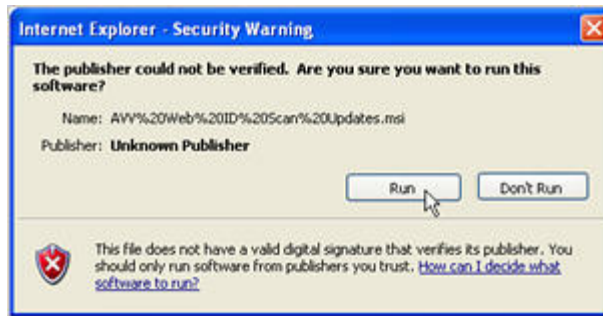 Internet Explorer - Security Warning
The publisher could not be verified. Are you sure you want to run this
software?
Name: AVV%20Web%20ID%20Scan%20Updates.msi
Publisher: Unknown Publisher
Run
Don't Run
This file does not have a valid digital signature that verifies its publisher. You
should only run software from publishers you trust. How can I decide what
software to run?